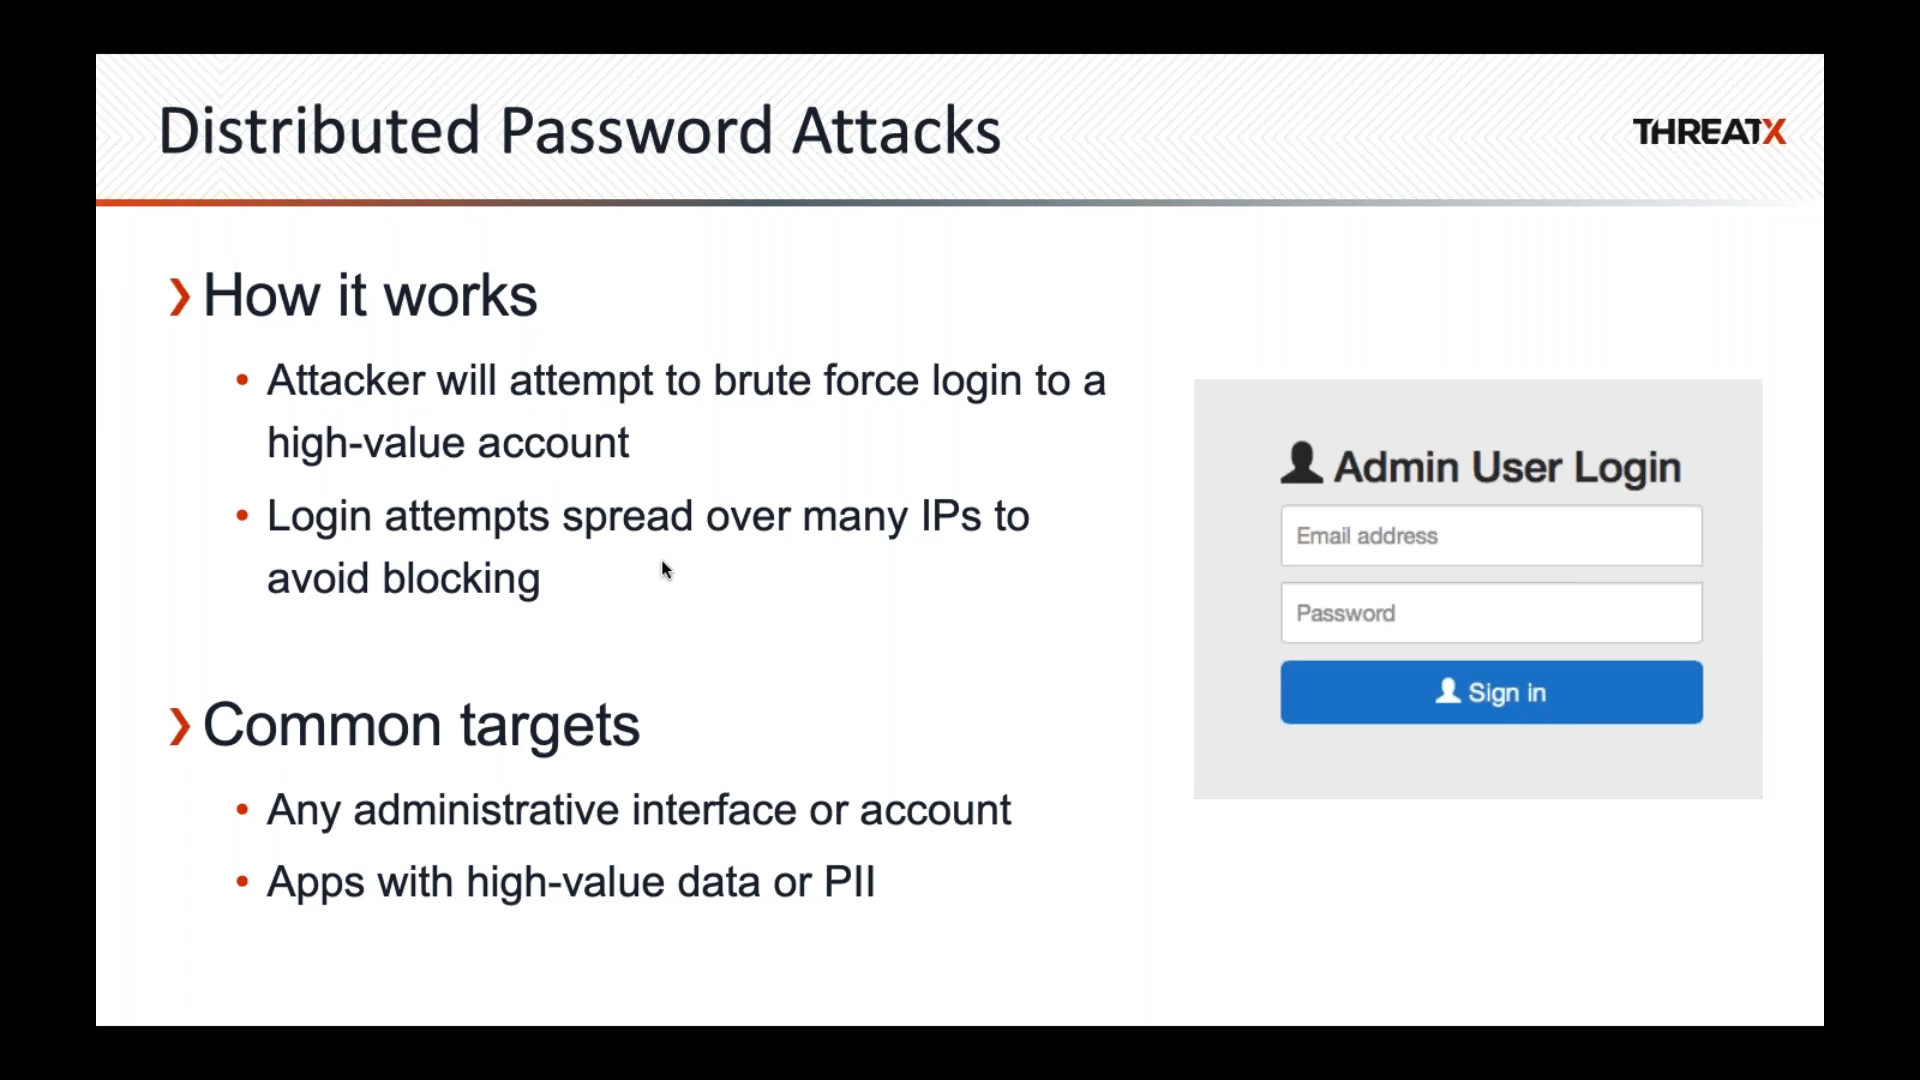 Distributed Password Attacks
THREATX
How it works
Attacker will attempt to brute force login to a
high-value account
Login attempts spread over many IPs to
avoid blocking
Common targets
Any administrative interface or account
Apps with high-value data or PII
Admin User Login
Email address
Password
Sign in